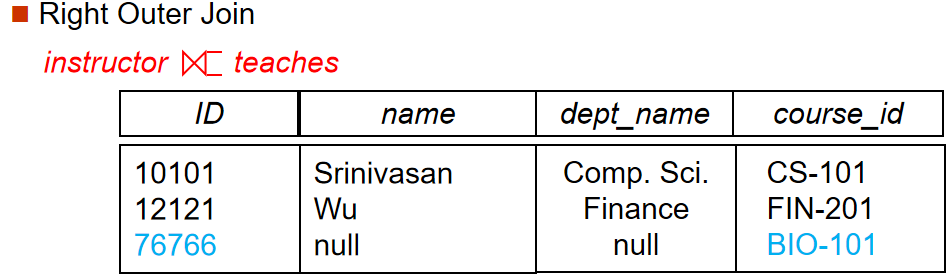 Right Outer Join
instructor ⟖ teaches
ID name dept_name course_id
10101 Srinivasan Comp. Sci. CS-101
12121 Wu Finance FIN-201
76766 null null BIO-101